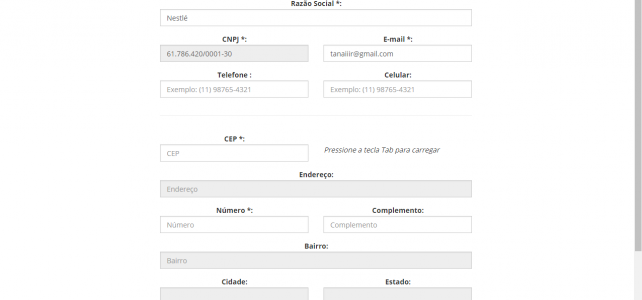 Razão Social *:
Nestlé
CNPJ *: E-mail *:
61.786.420/0001-30 tanailr@gmail.com
Telefone : Celular:
Exemplo: (11) 98765-4321 Exemplo: (11) 98765-4321
CEP *:
CEP Pressione a tecla Tab para carregar
Endereço:
Endereço
Número *: Complemento:
Número Complemento
Bairro:
Bairro
Cidade: Estado: